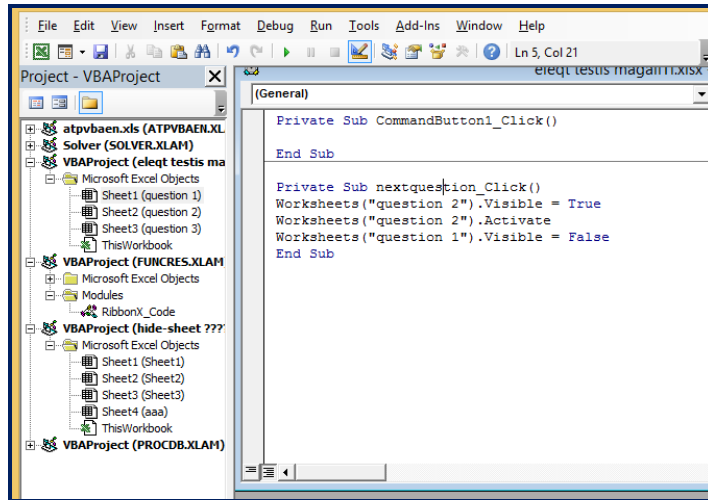 File Edit View Insert Format Debug Run Tools Add-Ins Window Help
Ln 5, Col 21
Project - VBAProject
eleqt testis magaliTi.xlsx
(General)
atpvbaen.xls (ATPVBAEN.XL
Solver (SOLVER.XLAM)
VBAProject (eleqt testis ma
Microsoft Excel Objects
Sheet1 (question 1)
Sheet2 (question 2)
Sheet3 (question 3)
ThisWorkbook
VBAProject (FUNCRES.XLAM
Microsoft Excel Objects
Modules
RibbonX_Code
VBAProject (hide-sheet ????
Microsoft Excel Objects
Sheet1 (Sheet1)
Sheet2 (Sheet2)
Sheet3 (Sheet3)
Sheet4 (aaa)
ThisWorkbook
VBAProject (PROCDB.XLAM)
Private Sub CommandButton1_Click()
End Sub
Private Sub nextquestion_Click()
Worksheets("question 2").Visible = True
Worksheets("question 2").Activate
Worksheets("question 1").Visible = False
End Sub